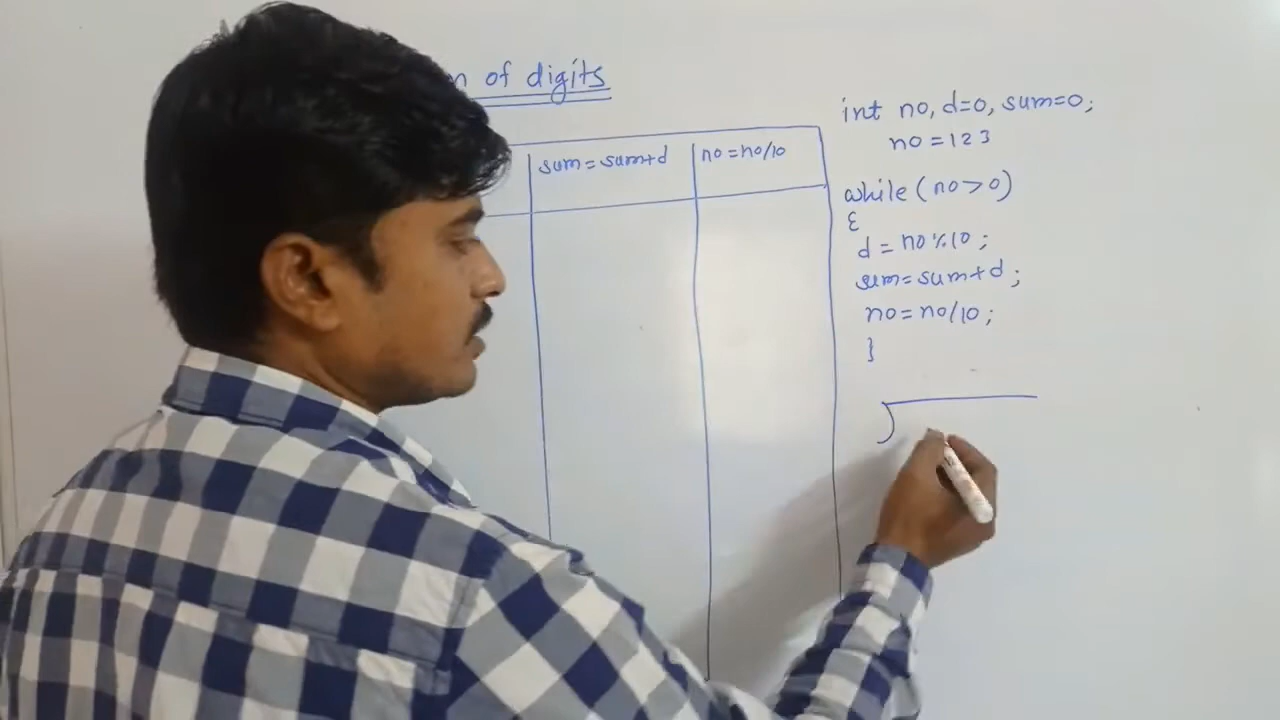 of digits
sum=sum+d
no=no/10
int no, d=0, sum=0;
no=123
while(no>0)
{
d=no%10;
sum=sum+d;
no=no/10;
}